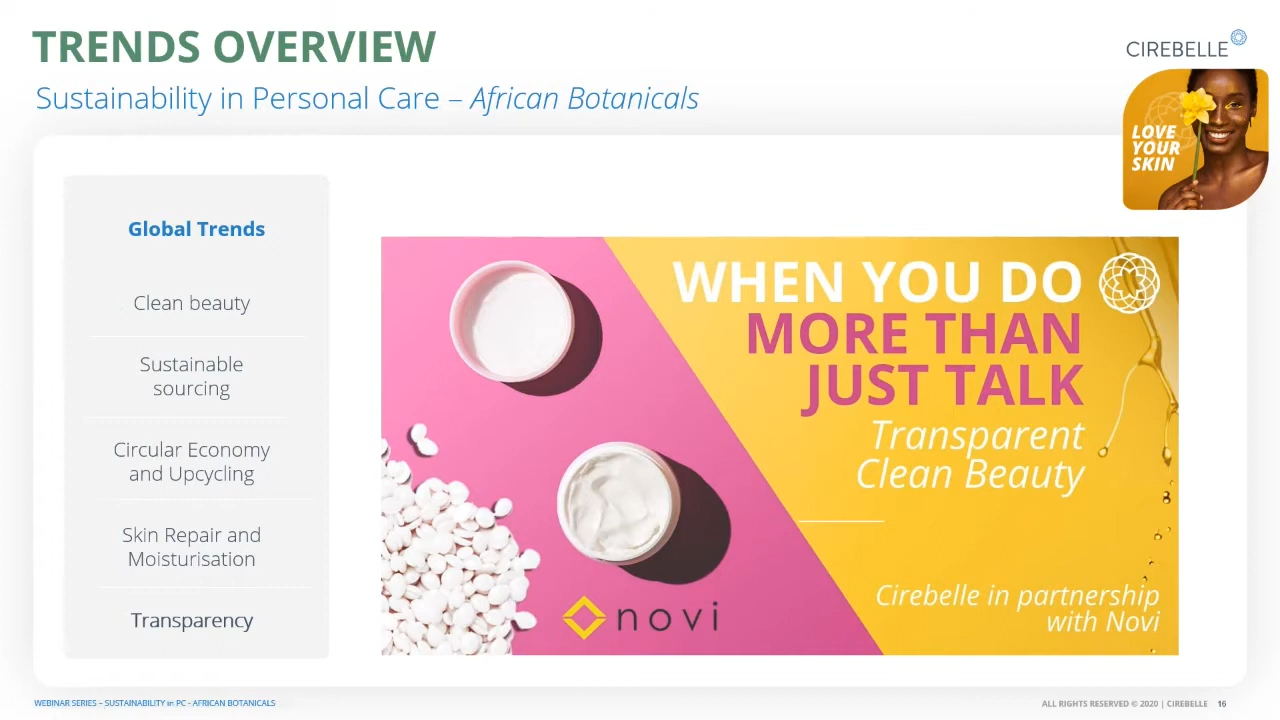 TRENDS OVERVIEW
Sustainability in Personal Care – African Botanicals
CIREBELLE
LOVE
YOUR
SKIN
Global Trends
Clean beauty
Sustainable
sourcing
Circular Economy
and Upcycling
Skin Repair and
Moisturisation
Transparency
WHEN YOU DO
MORE THAN
JUST TALK
Transparent
Clean Beauty
novi
Cirebelle in partnership
with Novi
WEBINAR SERIES – SUSTAINABILITY in PC - AFRICAN BOTANICALS
ALL RIGHTS RESERVED © 2020 | CIREBELLE 16